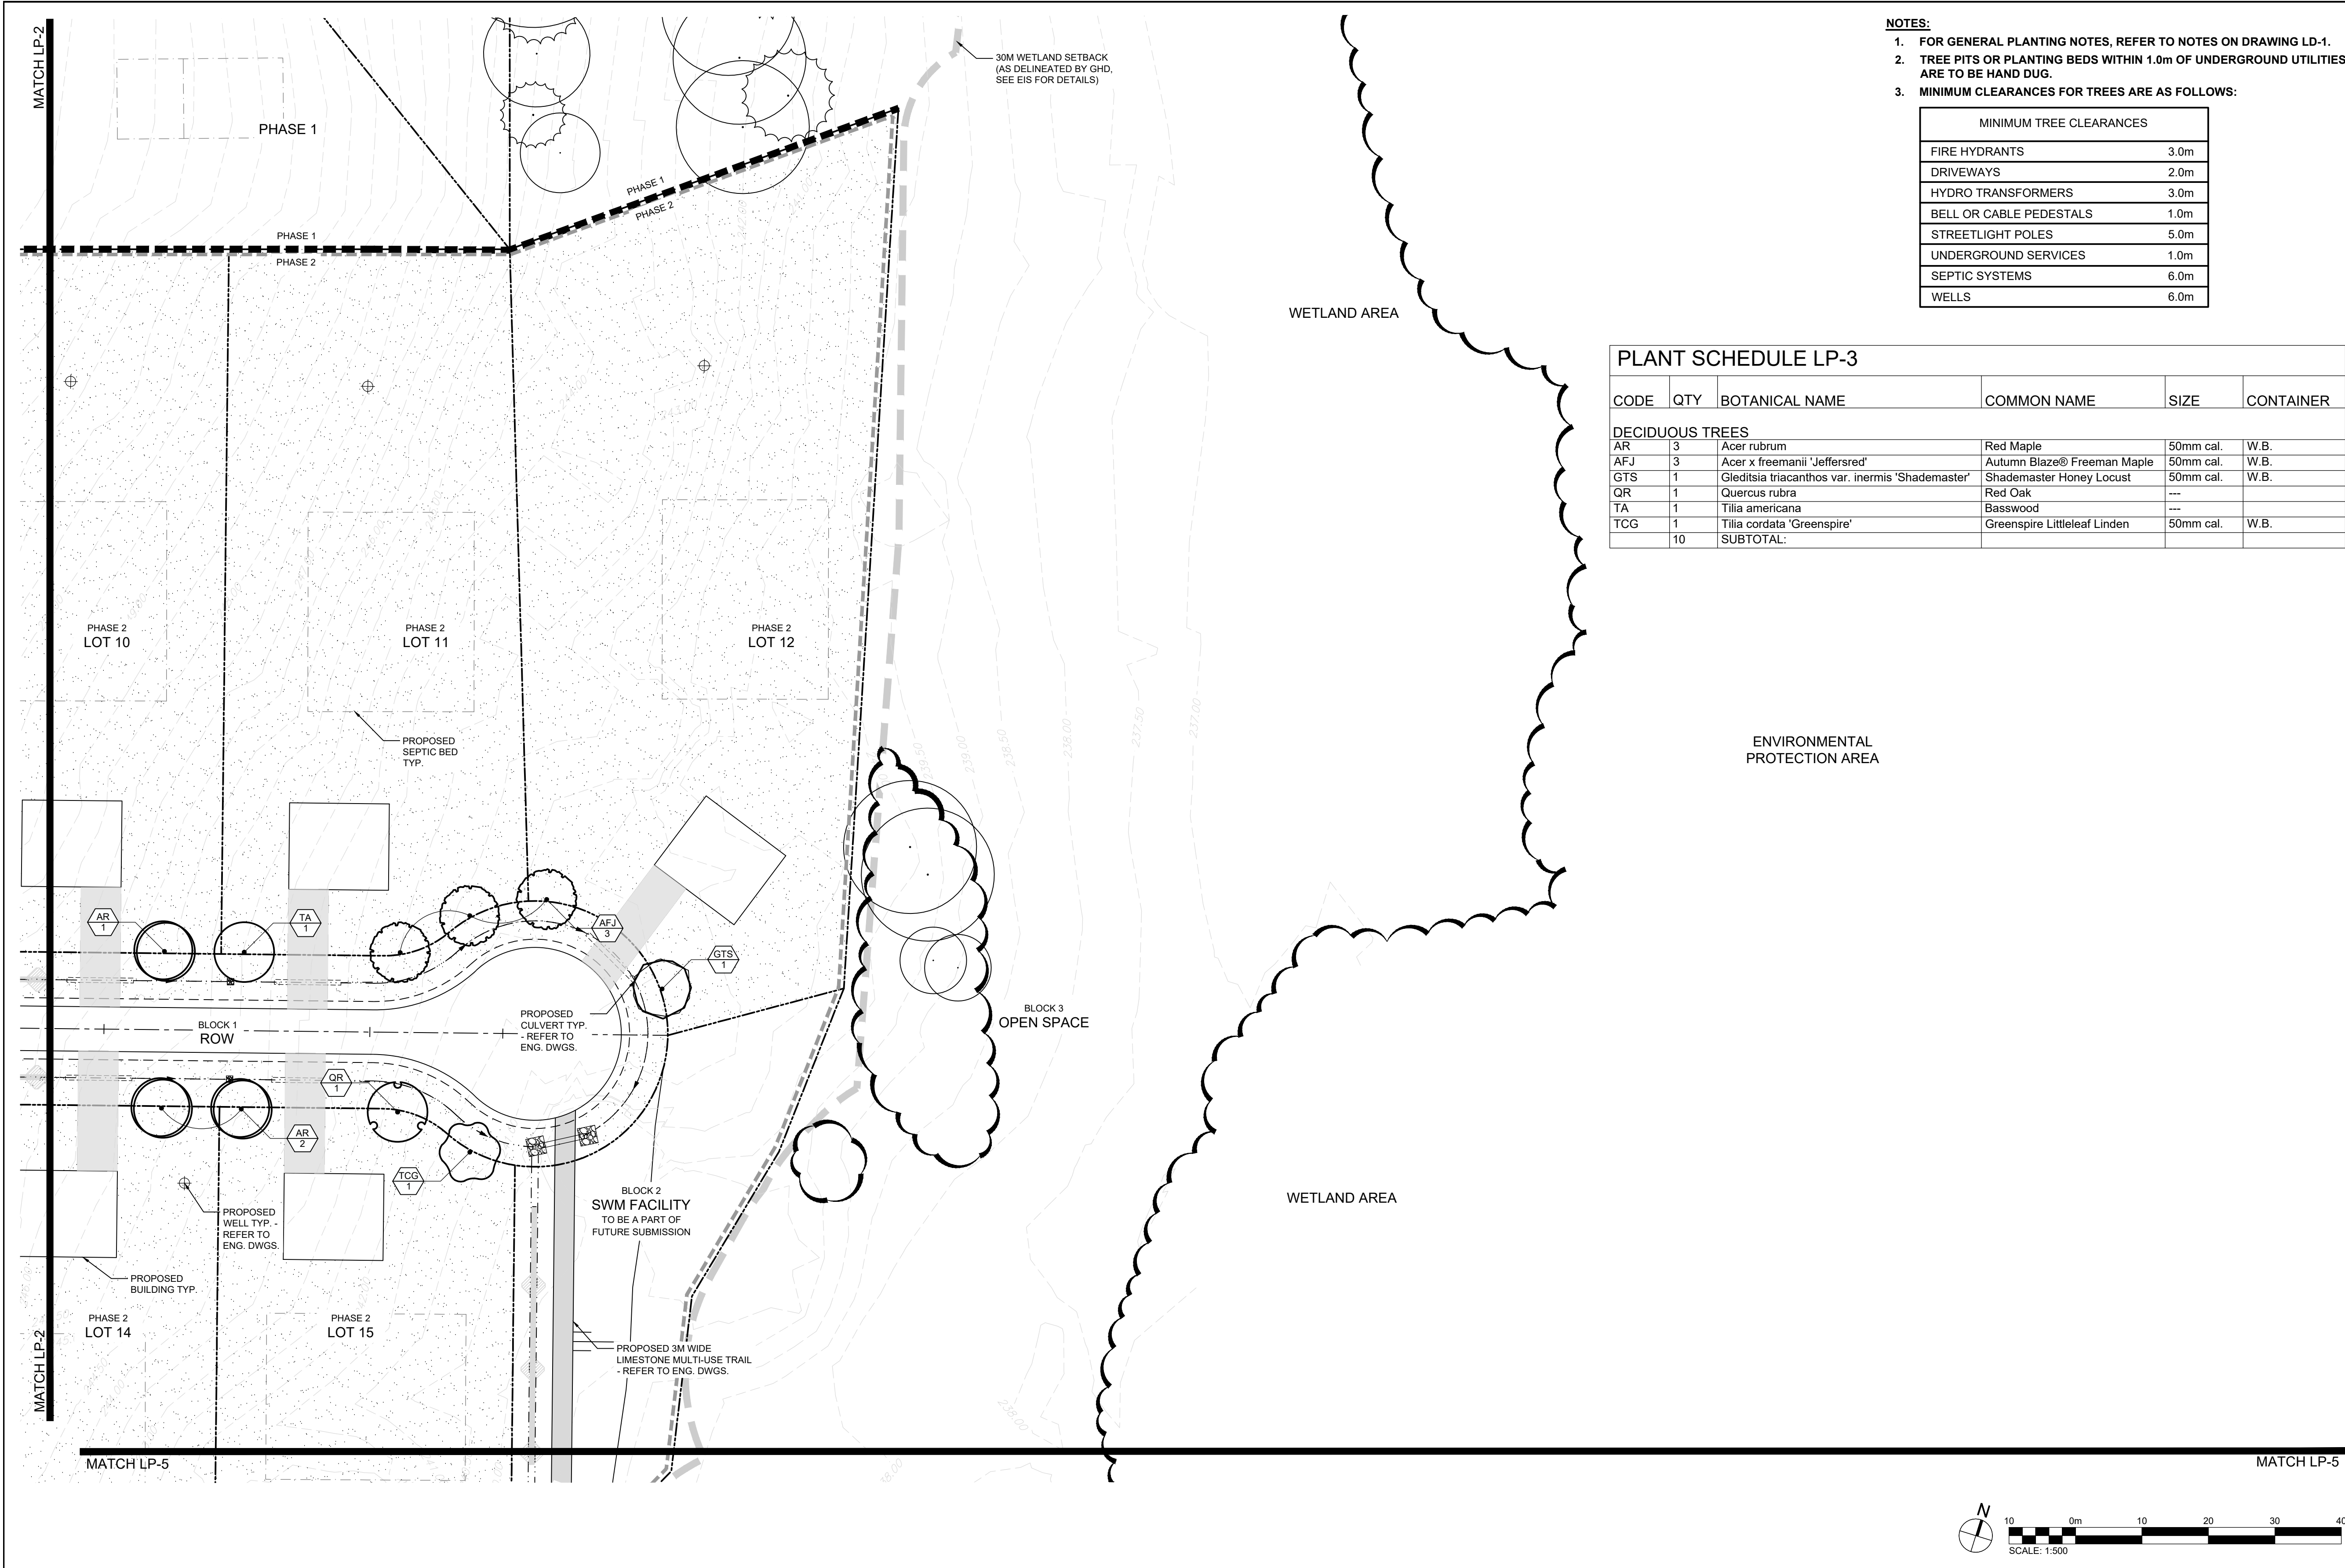 MATCH LP-2
PHASE 1
30M WETLAND SETBACK
(AS DELINEATED BY GHD,
SEE EIS FOR DETAILS)
NOTES:
1. FOR GENERAL PLANTING NOTES, REFER TO NOTES ON DRAWING LD-1.
2. TREE PITS OR PLANTING BEDS WITHIN 1.0m OF UNDERGROUND UTILITIES
ARE TO BE HAND DUG.
3. MINIMUM CLEARANCES FOR TREES ARE AS FOLLOWS:
MINIMUM TREE CLEARANCES
FIRE HYDRANTS 3.0m
DRIVEWAYS 2.0m
HYDRO TRANSFORMERS 3.0m
BELL OR CABLE PEDESTALS 1.0m
STREETLIGHT POLES 5.0m
UNDERGROUND SERVICES 1.0m
SEPTIC SYSTEMS 6.0m
WELLS 6.0m
PHASE 1
PHASE 2
PHASE 1
PHASE 2
WETLAND AREA
PLANT SCHEDULE LP-3
CODE QTY BOTANICAL NAME COMMON NAME SIZE CONTAINER
DECIDUOUS TREES
AR 3 Acer rubrum Red Maple 50mm cal. W.B.
AFJ 3 Acer x freemanii 'Jeffersred' Autumn Blaze® Freeman Maple 50mm cal. W.B.
GTS 1 Gleditsia triacanthos var. inermis 'Shademaster' Shademaster Honey Locust 50mm cal. W.B.
QR 1 Quercus rubra Red Oak ---
TA 1 Tilia americana Basswood ---
TCG 1 Tilia cordata 'Greenspire' Greenspire Littleleaf Linden 50mm cal. W.B.
10 SUBTOTAL:
PHASE 2
LOT 10
PHASE 2
LOT 11
PHASE 2
LOT 12
PROPOSED
SEPTIC BED
TYP.
239.00
238.50
238.00
237.50
237.00
ENVIRONMENTAL
PROTECTION AREA
AR
1
TA
1
AFJ
3
GTS
1
BLOCK 1
ROW
PROPOSED
CULVERT TYP.
- REFER TO
ENG. DWGS.
BLOCK 3
OPEN SPACE
QR
1
AR
2
TCG
1
PROPOSED
WELL TYP. -
REFER TO
ENG. DWGS.
BLOCK 2
SWM FACILITY
TO BE A PART OF
FUTURE SUBMISSION
WETLAND AREA
PROPOSED
BUILDING TYP.
PHASE 2
LOT 14
PHASE 2
LOT 15
PROPOSED 3M WIDE
LIMESTONE MULTI-USE TRAIL
- REFER TO ENG. DWGS.
238.00
MATCH LP-2
MATCH LP-5
MATCH LP-5
N
10 0m 10 20 30 40
SCALE: 1:500